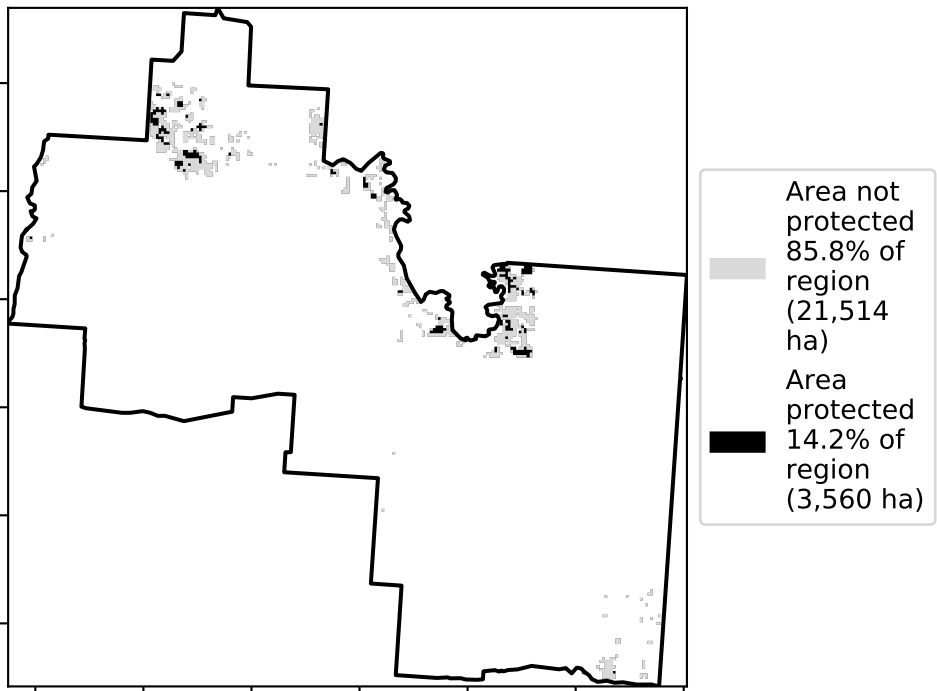 Area not
protected
85.8% of
region
(21,514
ha)
Area
protected
14.2% of
region
(3,560 ha)